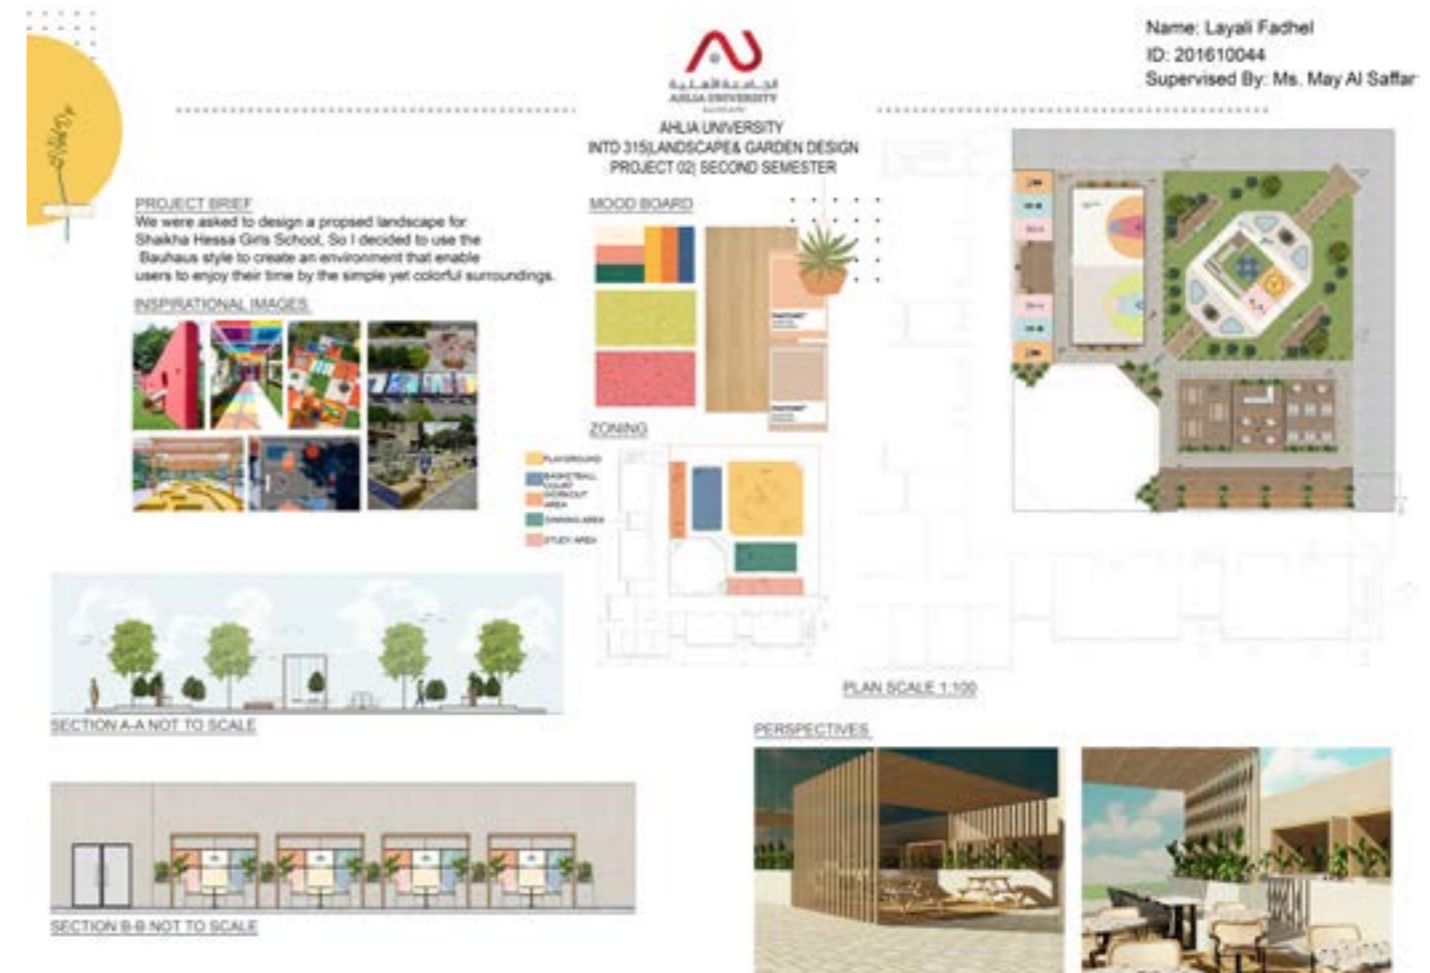 Name: Layali Fadhel
ID: 201610044
Supervised By: Ms. May Al Saffar
الجامعة الأهلية
AHLIA UNIVERSITY
AHLIA UNIVERSITY
INTD 315|LANDSCAPE& GARDEN DESIGN
PROJECT 02| SECOND SEMESTER
PROJECT BRIEF
We were asked to design a propsed landscape for
Shaikha Hessa Girls School, So I decided to use the
Bauhaus style to create an environment that enable
users to enjoy their time by the simple yet colorful surroundings.
INSPIRATIONAL IMAGES
MOOD BOARD
PANTONE
PANTONE
ZONING
PLAYGROUND
BASKETBALL
COURT
WORKOUT
AREA
DINNING AREA
STUDY AREA
PLAN SCALE 1:100
SECTION A-A NOT TO SCALE
SECTION B-B NOT TO SCALE
PERSPECTIVES